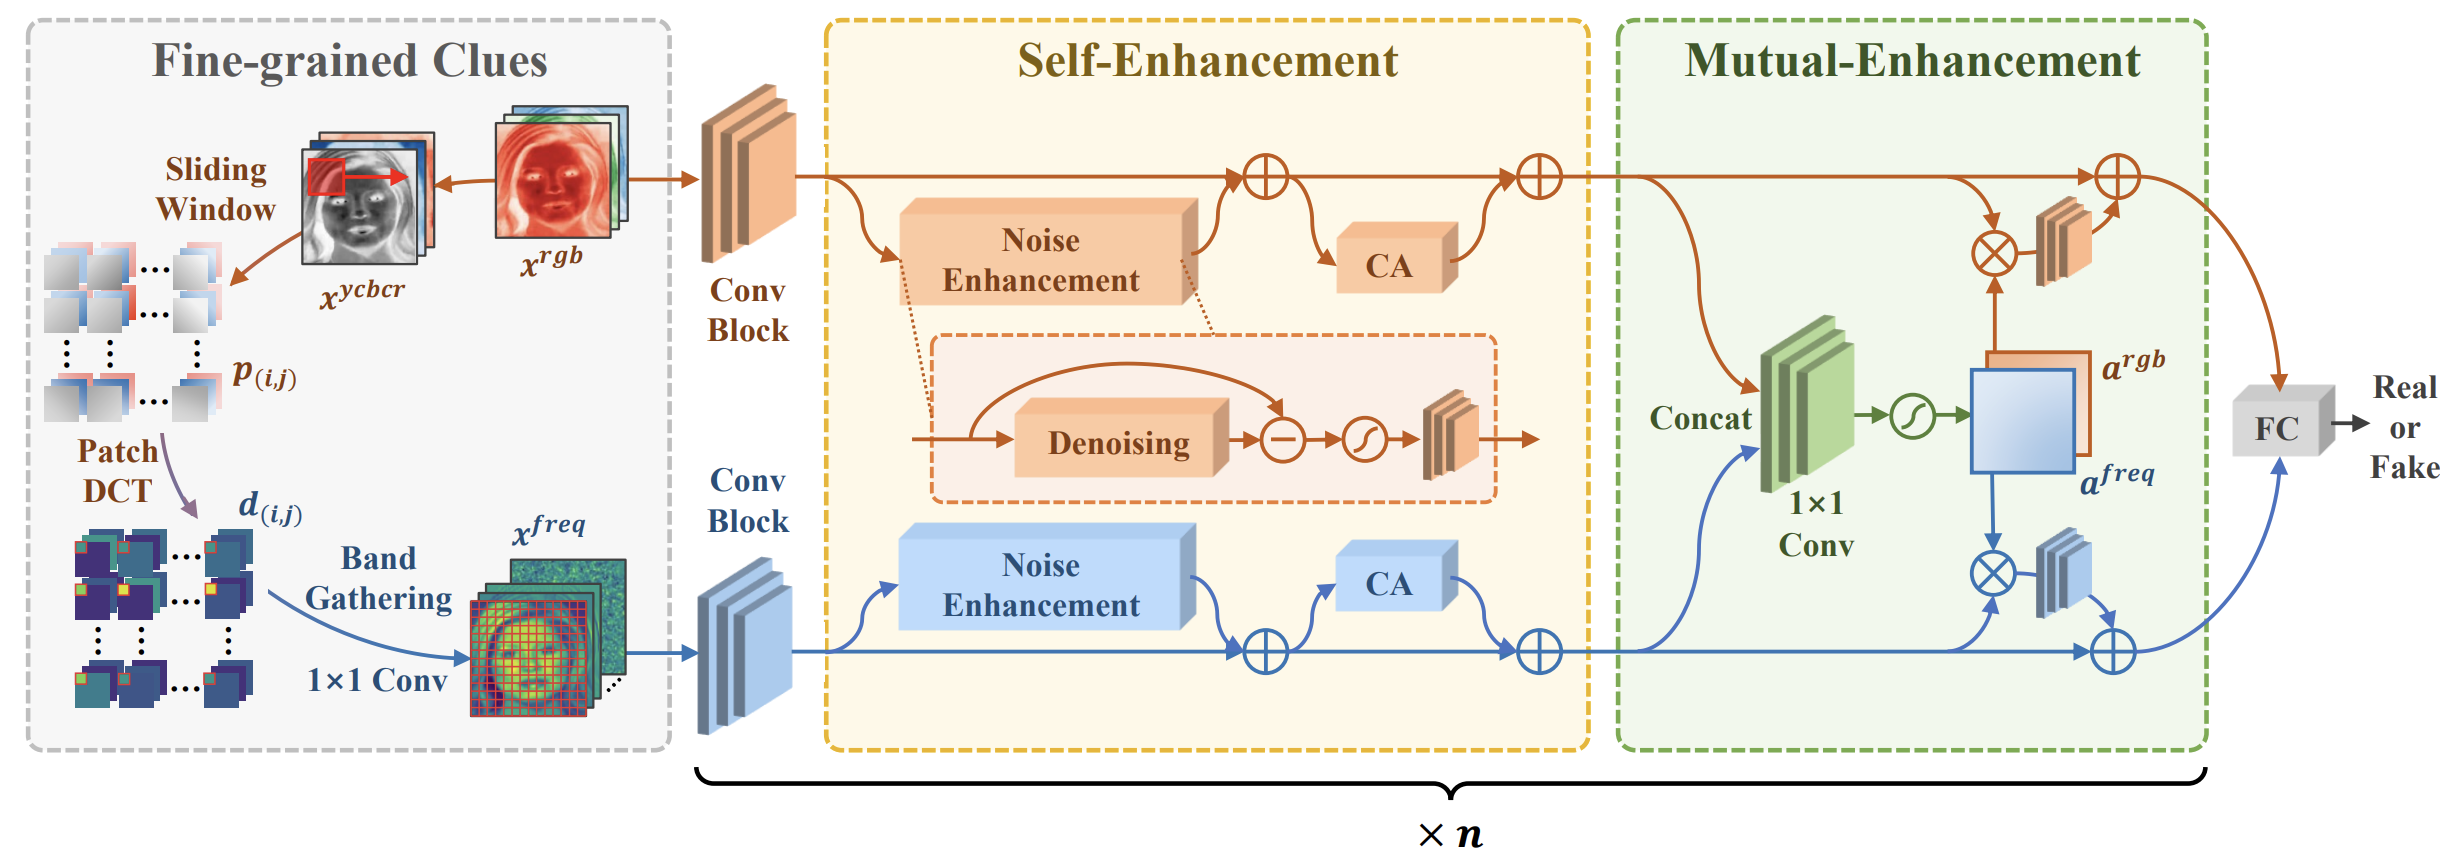 Fine-grained Clues
Sliding
Window
x^{ycbcr}
x^{rgb}
p_{(i,j)}
Patch
DCT
d_{(i,j)}
Band
Gathering
1×1 Conv
x^{freq}
Conv
Block
Conv
Block
Self-Enhancement
Noise
Enhancement
CA
Denoising
Noise
Enhancement
CA
Mutual-Enhancement
Concat
1×1
Conv
a^{rgb}
a^{freq}
FC
Real
or
Fake
× n